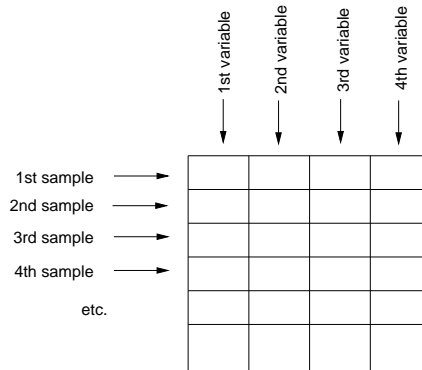 1st variable
2nd variable
3rd variable
4th variable
1st sample
2nd sample
3rd sample
4th sample
etc.